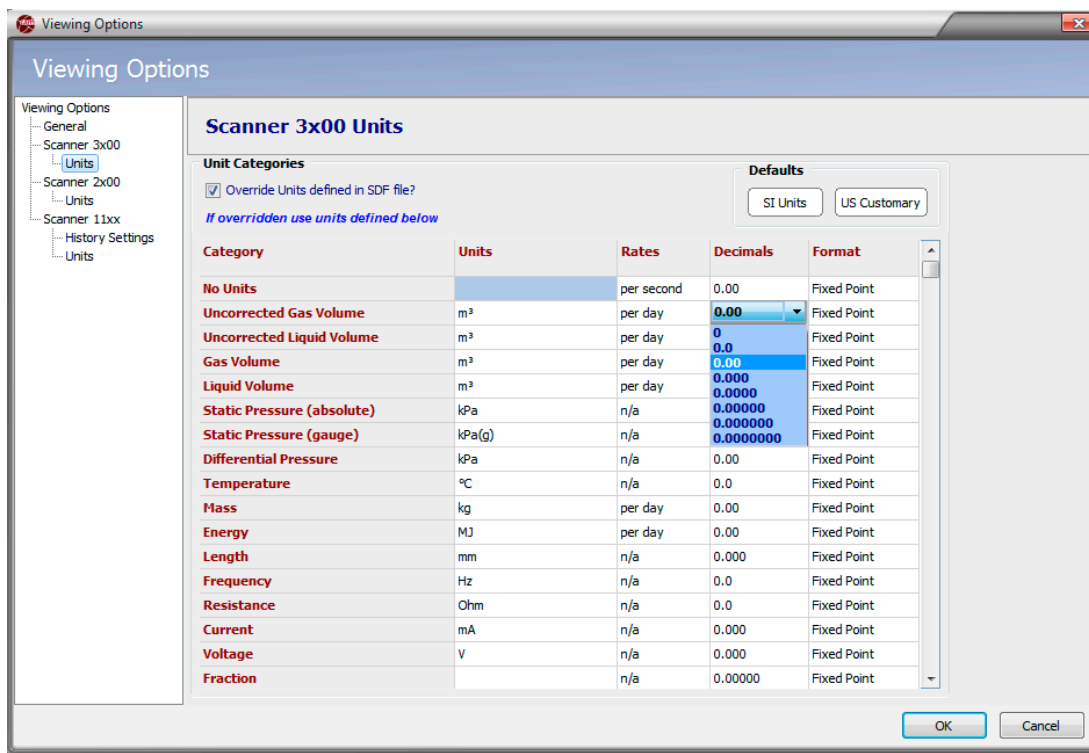 Viewing Options
Viewing Options
Viewing Options
General
Scanner 3x00
Units
Scanner 2x00
Units
Scanner 11xx
History Settings
Units
Scanner 3x00 Units
Unit Categories
Override Units defined in SDF file?
If overridden use units defined below
Defaults
SI Units US Customary
Category Units Rates Decimals Format
No Units per second 0.00 Fixed Point
Uncorrected Gas Volume m³ per day 0.00 Fixed Point
Uncorrected Liquid Volume m³ per day Fixed Point
Gas Volume m³ per day Fixed Point
Liquid Volume m³ per day Fixed Point
Static Pressure (absolute) kPa n/a Fixed Point
Static Pressure (gauge) kPa(g) n/a Fixed Point
0
0.0
0.00
0.000
0.0000
0.00000
0.000000
0.0000000
Differential Pressure kPa n/a 0.00 Fixed Point
Temperature °C n/a 0.0 Fixed Point
Mass kg per day 0.00 Fixed Point
Energy MJ per day 0.00 Fixed Point
Length mm n/a 0.000 Fixed Point
Frequency Hz n/a 0.0 Fixed Point
Resistance Ohm n/a 0.0 Fixed Point
Current mA n/a 0.000 Fixed Point
Voltage V n/a 0.000 Fixed Point
Fraction n/a 0.00000 Fixed Point
OK Cancel